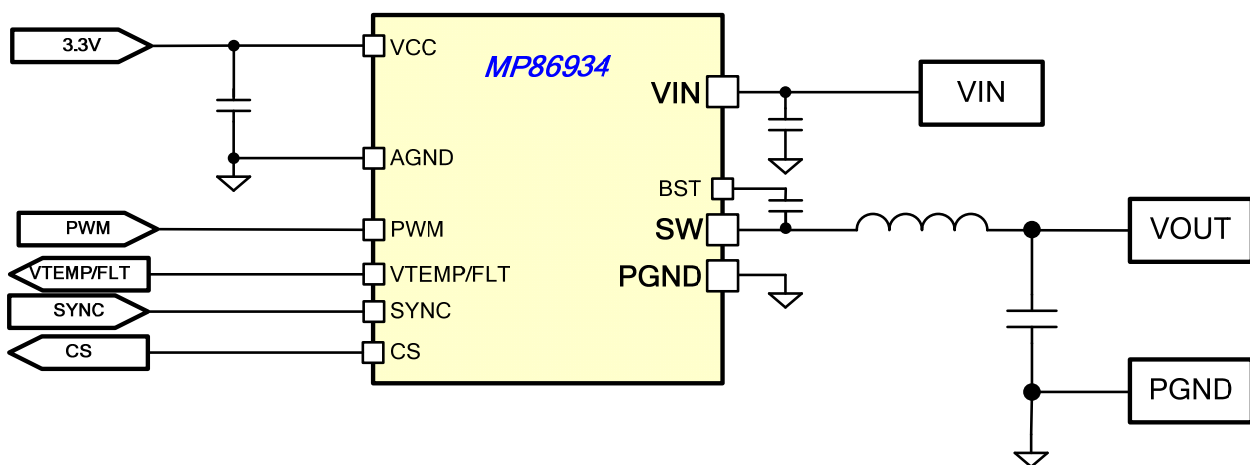 3.3V
VCC
MP86934
VIN
VIN
AGND
BST
PWM
PWM
SW
VOUT
VTEMP/FLT
VTEMP/FLT
PGND
SYNC
SYNC
CS
CS
PGND